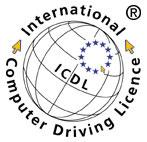 International
®
Computer Driving Licence
ICDL